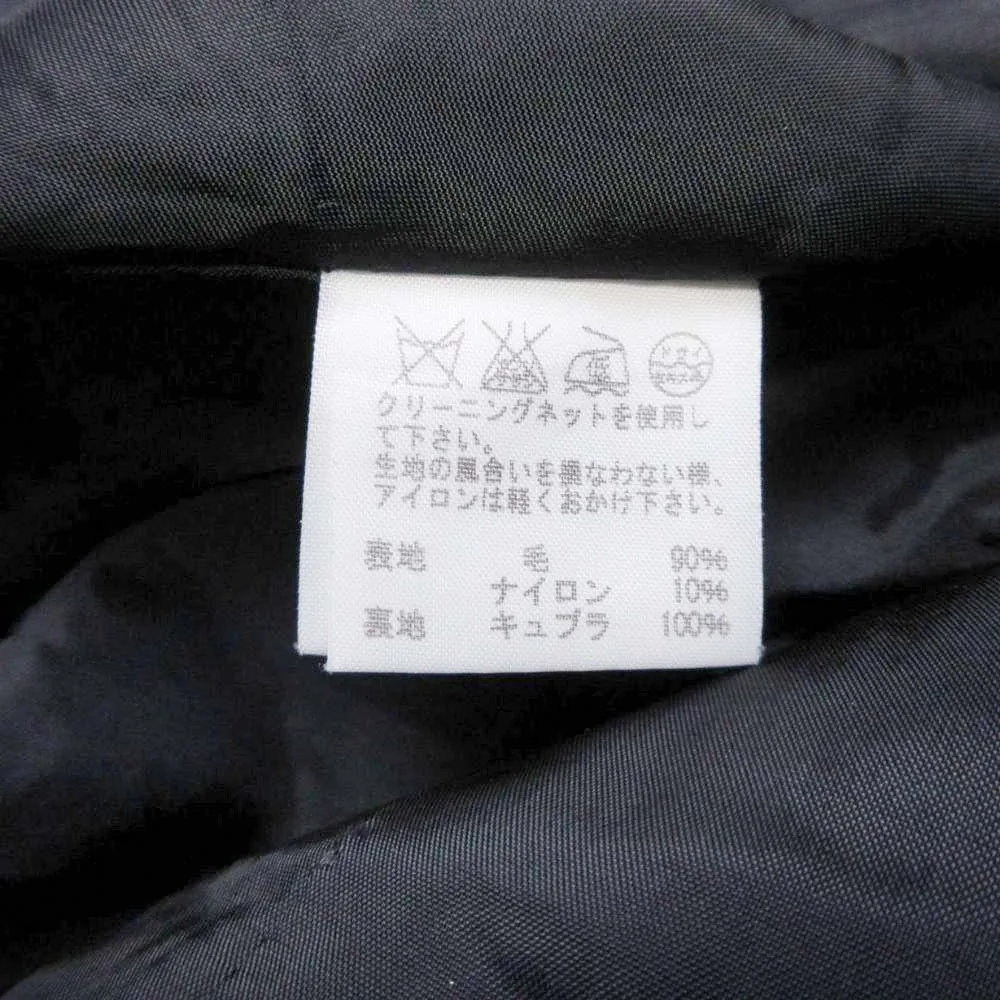 クリーニングネットを使用し
て下さい。
生地の風合いを損なわない様、
アイロンは軽くおかけ下さい。
表地 毛 90%
ナイロン 10%
裏地 キュプラ 100%